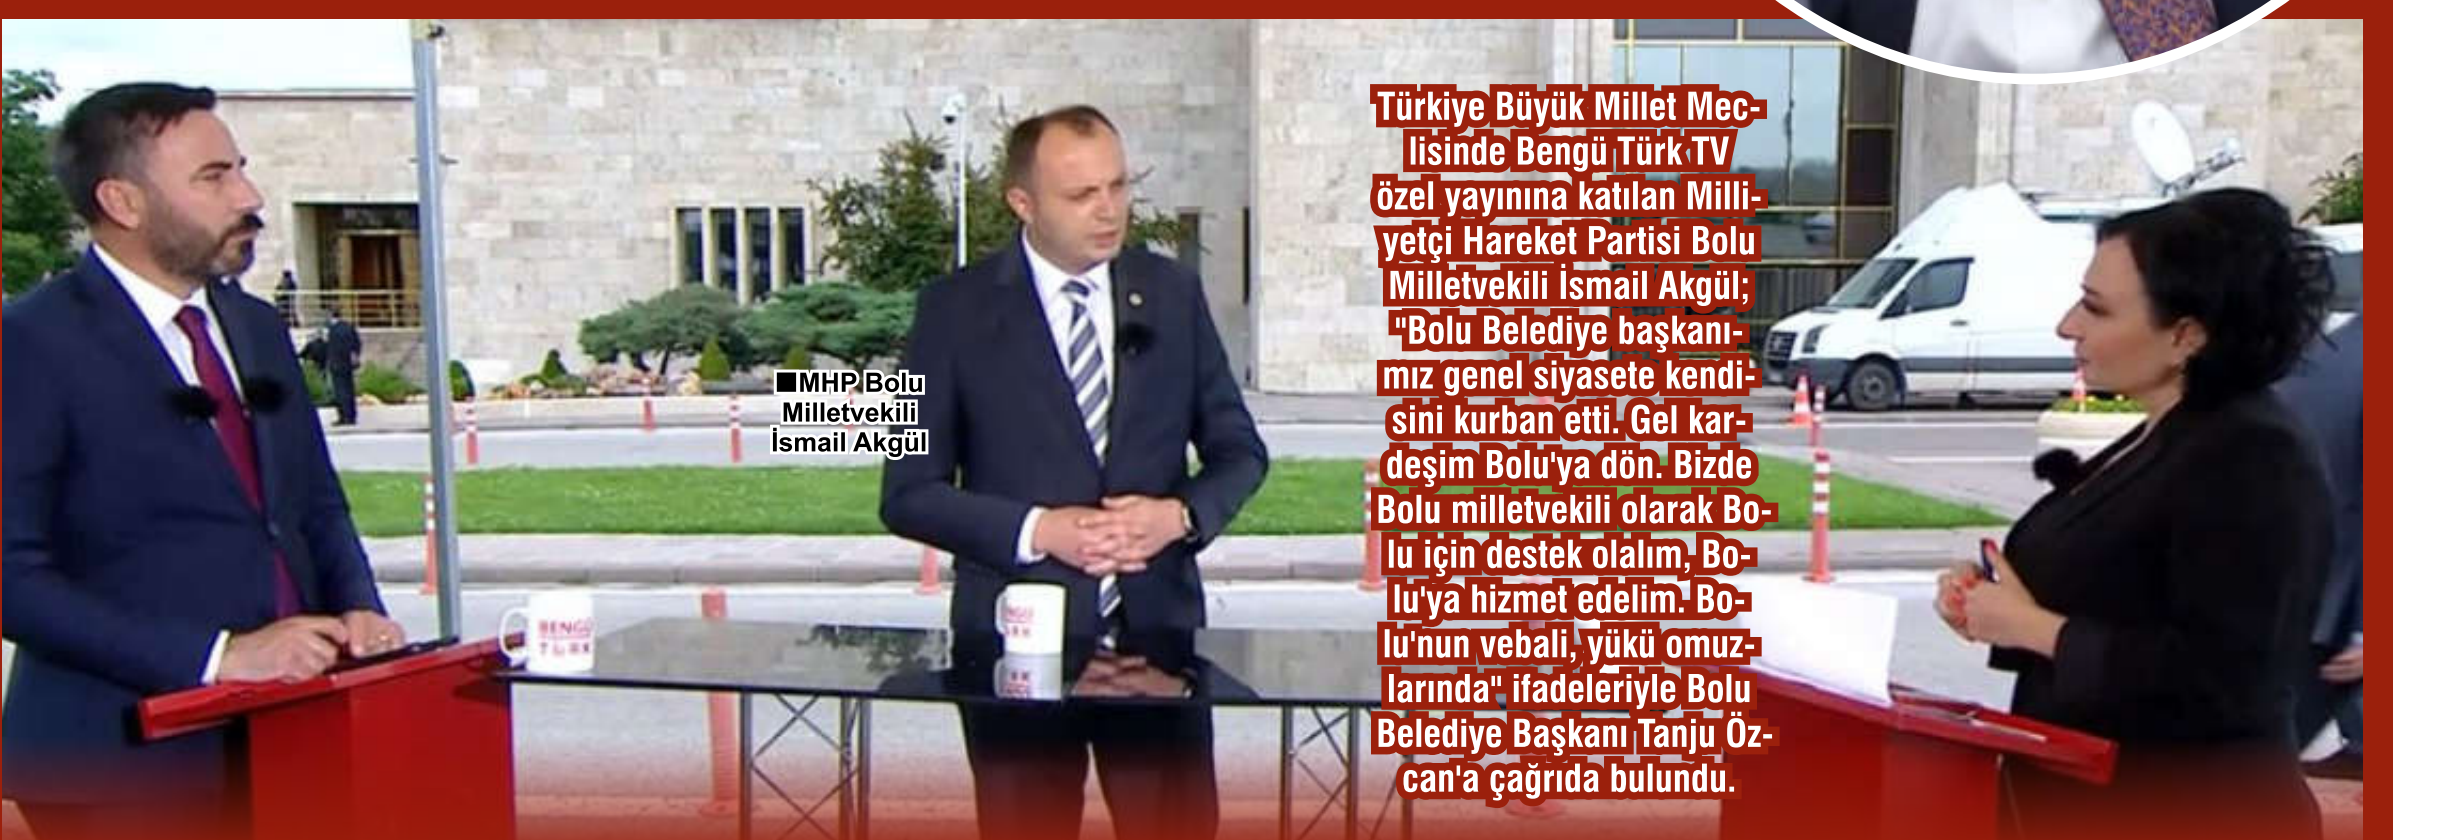 Türkiye Büyük Millet Mec-
lisinde Bengü Türk TV
özel yayınına katılan Milli-
yetçi Hareket Partisi Bolu
Milletvekili İsmail Akgül;
"Bolu Belediye başkanı-
mız genel siyasete kendi-
sini kurban etti. Gel kar-
deşim Bolu'ya dön. Bizde
Bolu milletvekili olarak Bo-
lu için destek olalım, Bo-
lu'ya hizmet edelim. Bo-
lu'nun vebali, yükü omuz-
larında" ifadeleriyle Bolu
Belediye Başkanı Tanju Öz-
can'a çağrıda bulundu.
■MHP Bolu
Milletvekili
İsmail Akgül
BENGÜ
TÜRK